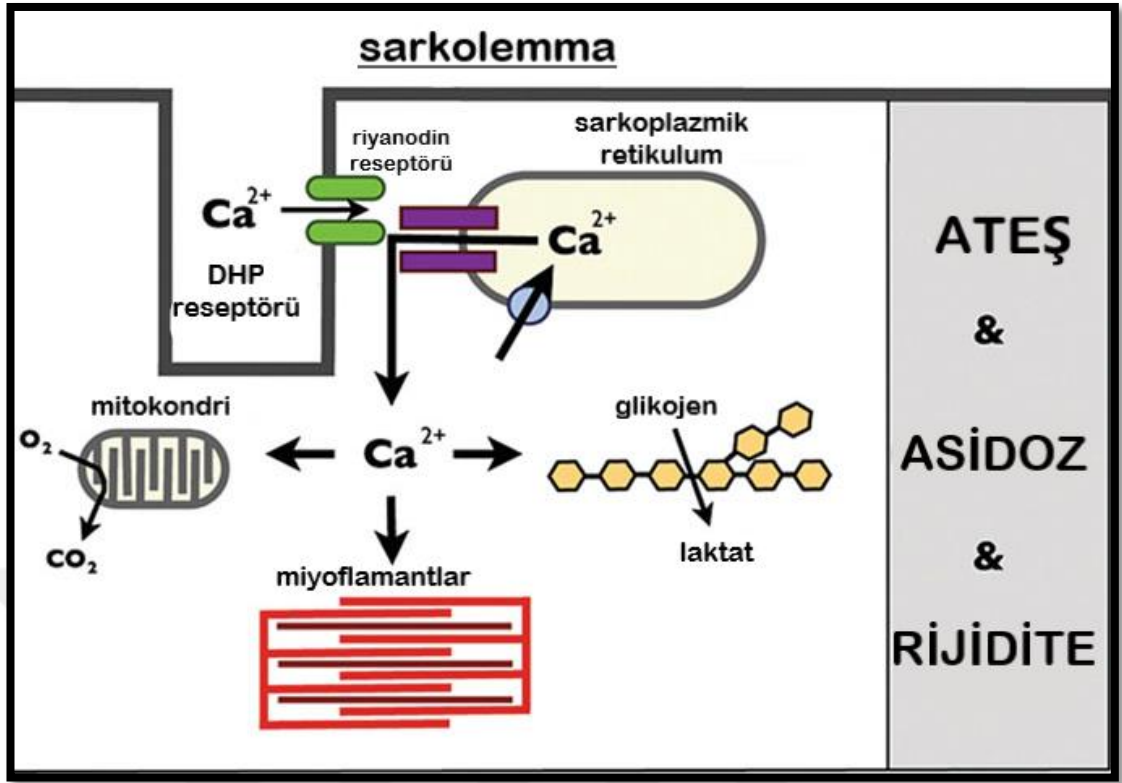 sarkolemma
riyanodin
reseptörü
sarkoplazmik
retikulum
Ca2+
Ca2+
DHP
reseptörü
mitokondri
O2
CO2
Ca2+
glikojen
laktat
miyoflamantlar
ATEŞ
&
ASİDOZ
&
RİJİDİTE